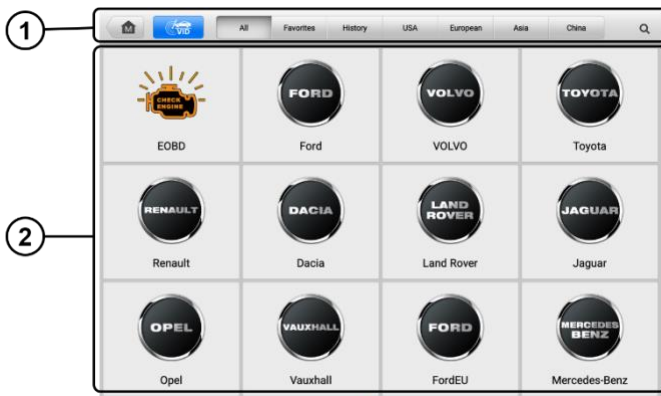 1
M
VID
All Favorites History USA European Asia China
2
CHECK
ENGINE
FORD
VOLVO
TOYOTA
EOBD Ford VOLVO Toyota
RENAULT
DACIA
LAND
ROVER
JAGUAR
Renault Dacia Land Rover Jaguar
OPEL
VAUXHALL
FORD
MERCEDES
BENZ
Opel Vauxhall FordEU Mercedes-Benz